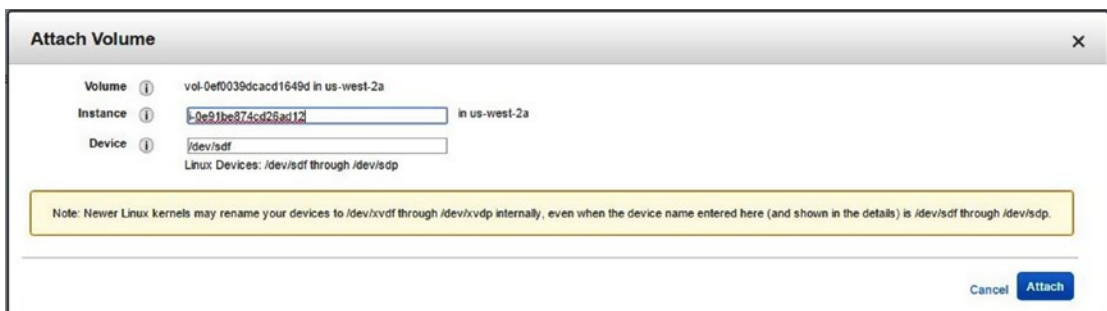 Attach Volume
Volume vol-0ef0039dcacd1649d in us-west-2a
Instance i-0e91be874cd26ad12 in us-west-2a
Device /dev/sdf
Linux Devices: /dev/sdf through /dev/sdp
Note: Newer Linux kernels may rename your devices to /dev/xvdf through /dev/xvdp internally, even when the device name entered here (and shown in the details) is /dev/sdf through /dev/sdp.
Cancel Attach